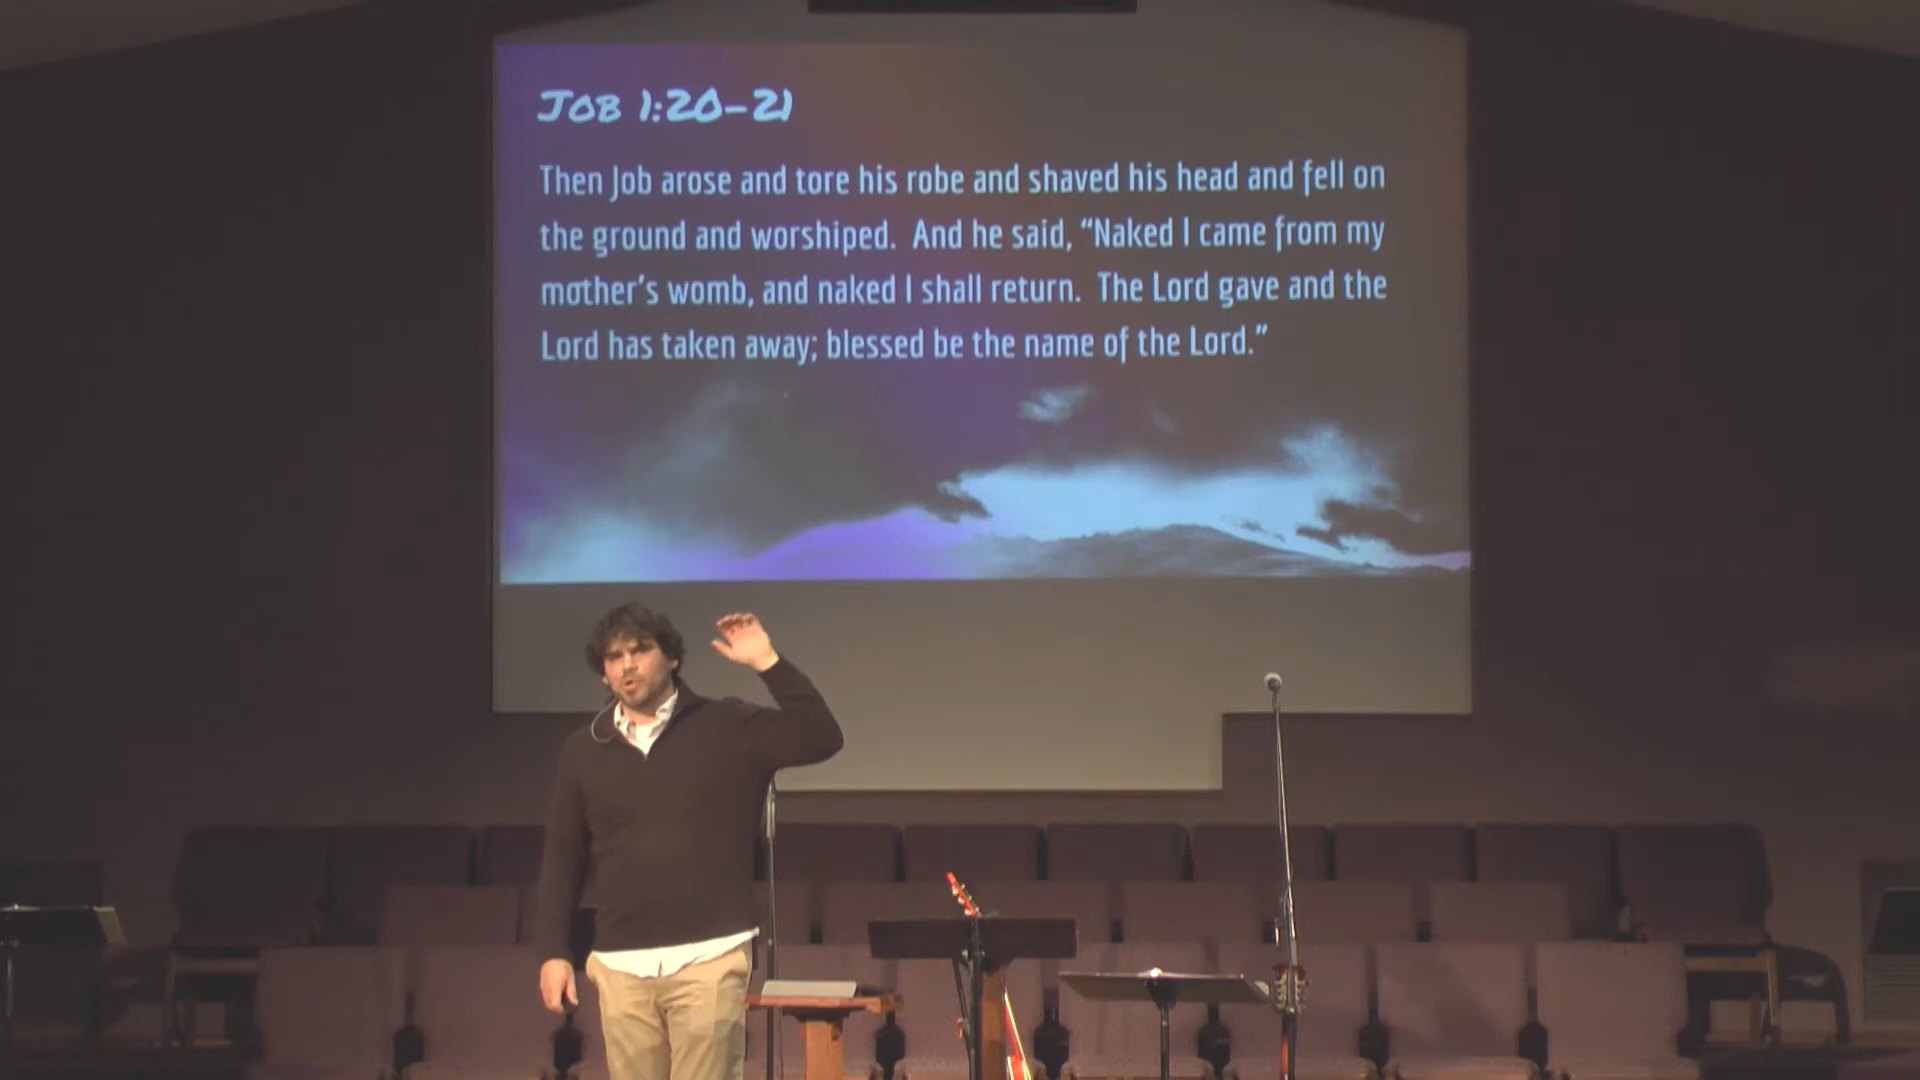 Job 1:20-21
Then Job arose and tore his robe and shaved his head and fell on
the ground and worshiped.  And he said, “Naked I came from my
mother’s womb, and naked I shall return.  The Lord gave and the
Lord has taken away; blessed be the name of the Lord.”